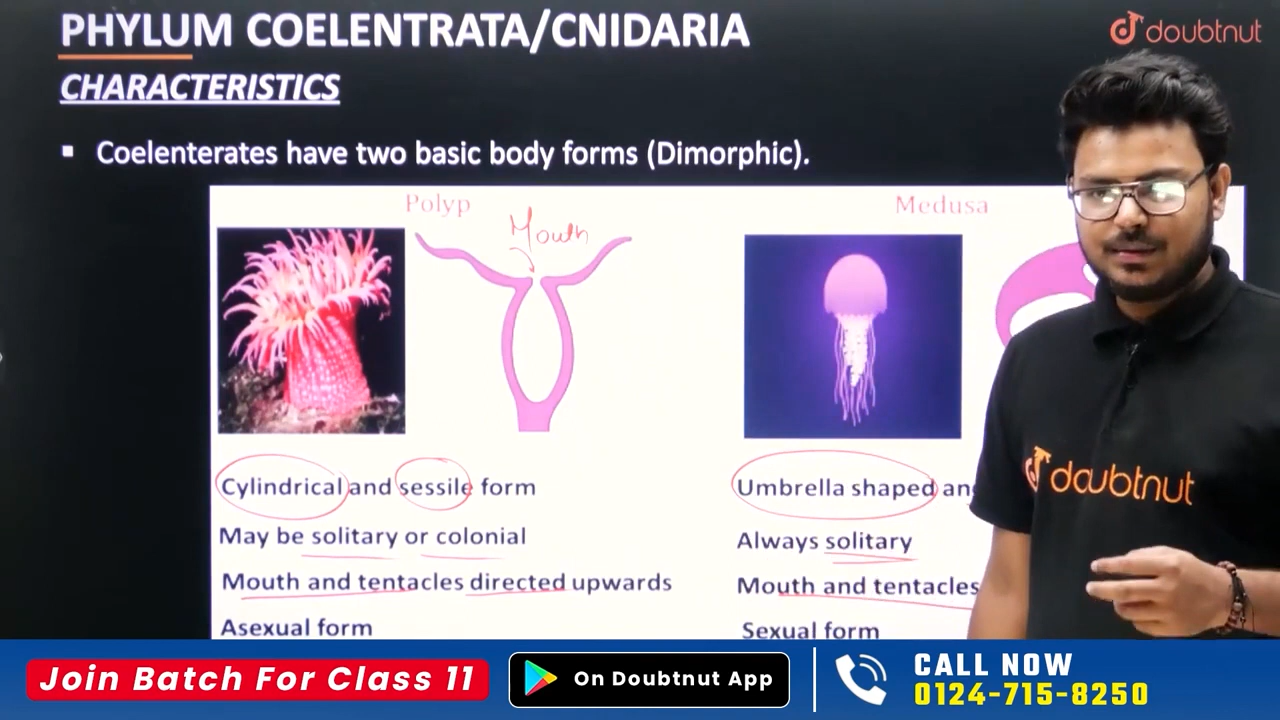 PHYLUM COELENTRATA/CNIDARIA
doubtnut
CHARACTERISTICS
▪ Coelenterates have two basic body forms (Dimorphic).
Polyp
Medusa
Mouth
Cylindrical and sessile form
Umbrella shaped an
May be solitary or colonial
Always solitary
Mouth and tentacles directed upwards
Mouth and tentacles
Asexual form
Sexual form
doubtnut
Join Batch For Class 11
On Doubtnut App
CALL NOW
0124-715-8250